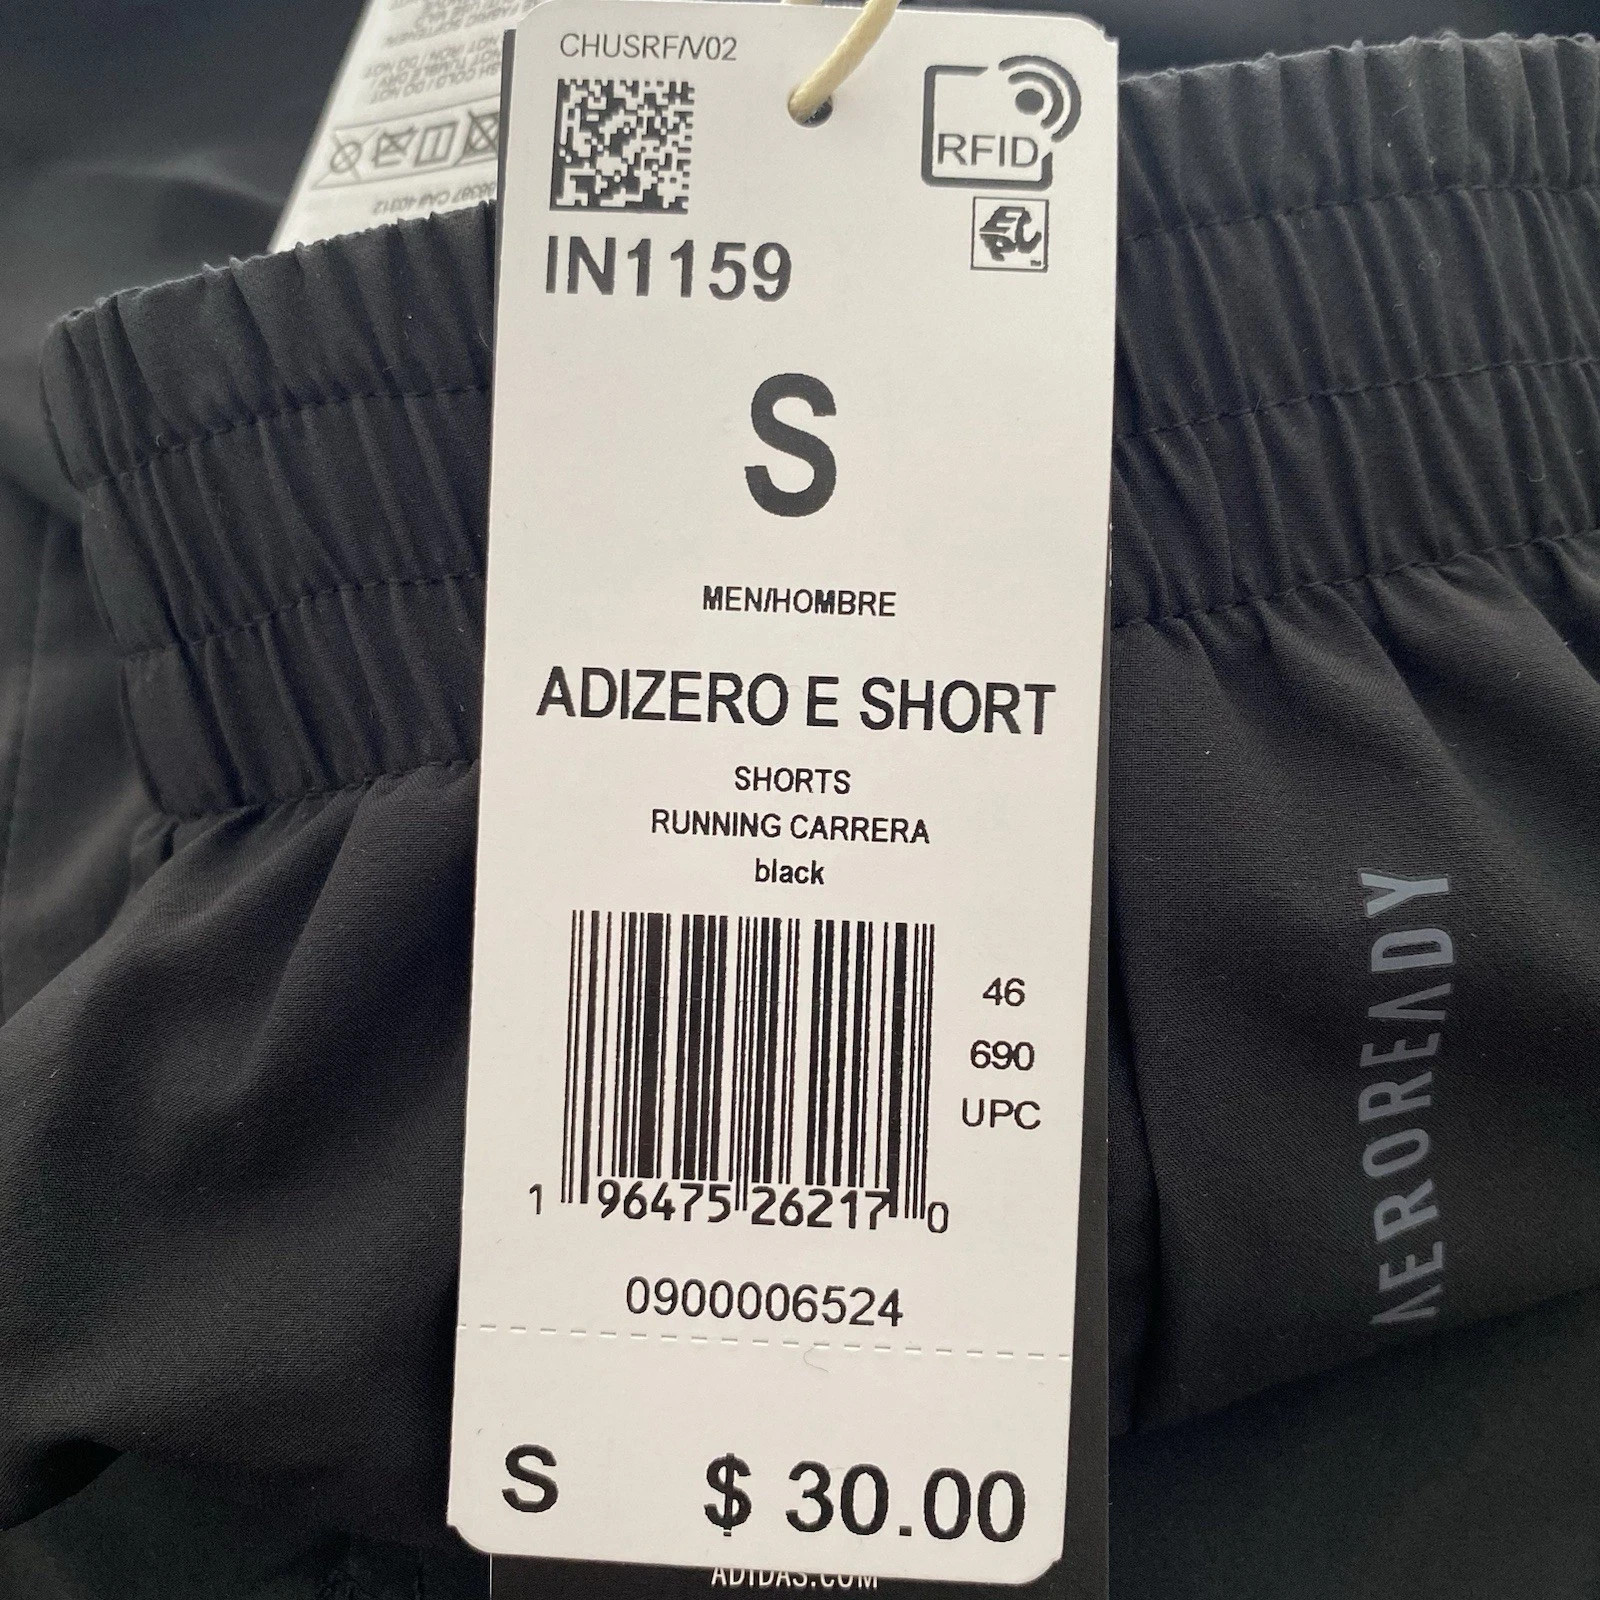 CHUSRF/V02
RFID
EPC
IN1159
S
MEN/HOMBRE
ADIZERO E SHORT
SHORTS
RUNNING CARRERA
black
46
690
UPC
1 96475 26217 0
0900006524
S $ 30.00
ADIDAS.COM
AEROREADY